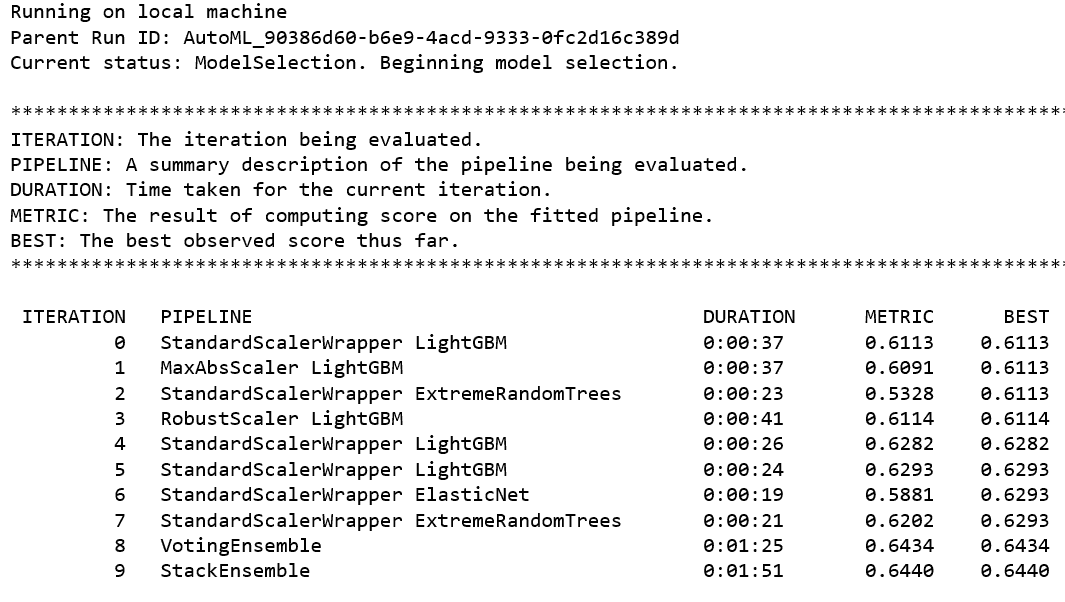 Running on local machine
Parent Run ID: AutoML_90386d60-b6e9-4acd-9333-0fc2d16c389d
Current status: ModelSelection. Beginning model selection.
********************************************************************************************
ITERATION: The iteration being evaluated.
PIPELINE: A summary description of the pipeline being evaluated.
DURATION: Time taken for the current iteration.
METRIC: The result of computing score on the fitted pipeline.
BEST: The best observed score thus far.
********************************************************************************************
ITERATION   PIPELINE                                       DURATION      METRIC      BEST
0   StandardScalerWrapper LightGBM                 0:00:37       0.6113    0.6113
1   MaxAbsScaler LightGBM                          0:00:37       0.6091    0.6113
2   StandardScalerWrapper ExtremeRandomTrees       0:00:23       0.5328    0.6113
3   RobustScaler LightGBM                          0:00:41       0.6114    0.6114
4   StandardScalerWrapper LightGBM                 0:00:26       0.6282    0.6282
5   StandardScalerWrapper LightGBM                 0:00:24       0.6293    0.6293
6   StandardScalerWrapper ElasticNet               0:00:19       0.5881    0.6293
7   StandardScalerWrapper ExtremeRandomTrees       0:00:21       0.6202    0.6293
8   VotingEnsemble                                 0:01:25       0.6434    0.6434
9   StackEnsemble                                  0:01:51       0.6440    0.6440